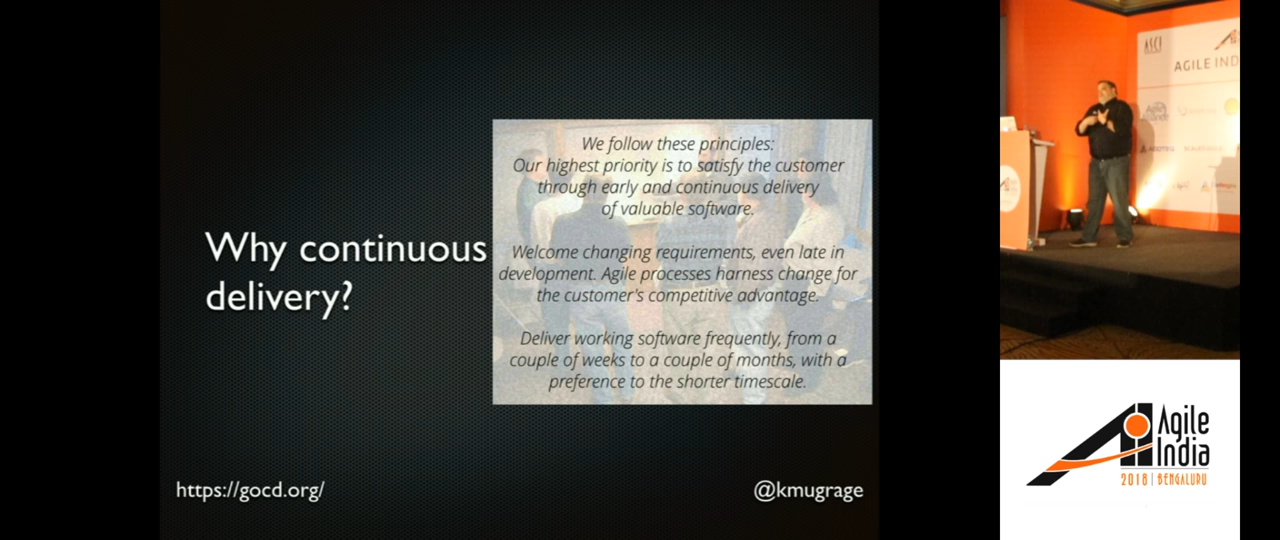 Why continuous
delivery?
We follow these principles:
Our highest priority is to satisfy the customer
through early and continuous delivery
of valuable software.
Welcome changing requirements, even late in
development. Agile processes harness change for
the customer's competitive advantage.
Deliver working software frequently, from a
couple of weeks to a couple of months, with a
preference to the shorter timescale.
https://gocd.org/
@kmugrage
ASCI
AGILE IND
Agile
India
2018 | BENGALURU